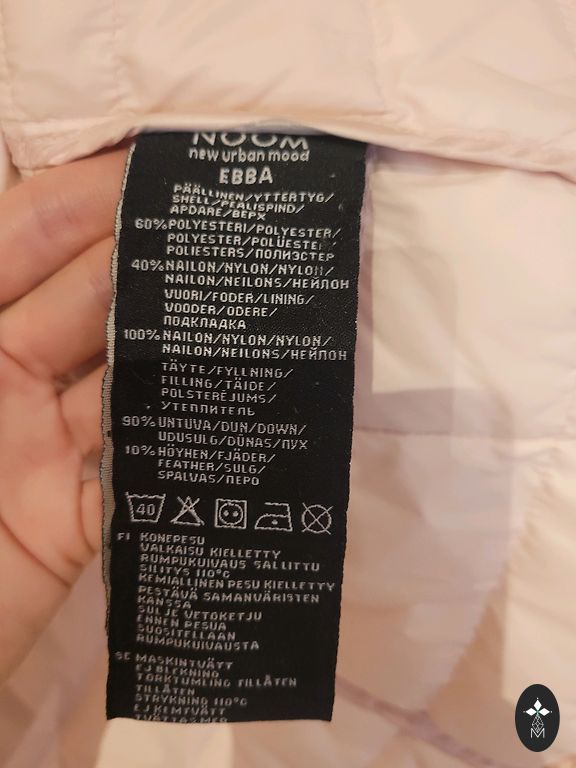 NOOM
new urban mood
EBBA
PÄÄLLINEN/YTTERTYG/
SHELL/PEALISPIND/
APDARE/ВЕРХ
60% POLYESTERI/POLYESTER/
POLYESTER/POLÜESTER/
POLIESTERS/ПОЛИЭСТЕР
40% NAILON/NYLON/NYLON/
NAILON/NEILONS/НЕЙЛОН
VUORI/FODER/LINING/
VOODER/ODERE/
ПОДКЛАДКА
100% NAILON/NYLON/NYLON/
NAILON/NEILONS/НЕЙЛОН
TÄYTE/FYLLNING/
FILLING/TÄIDE/
POLSTERĒJUMS/
УТЕПЛИТЕЛЬ
90% UNTUVA/DUN/DOWN/
UDUSULG/DŪNAS/ПУХ
10% HÖYHEN/FJÄDER/
FEATHER/SULG/
SPALVAS/ПЕРО
40
FI KONEPESU
VALKAISU KIELLETTY
RUMPUKUIVAUS SALLITTU
SILITYS 110°C
KEMIALLINEN PESU KIELLETTY
PESTÄVÄ SAMANVÄRISTEN
KANSSA
SULJE VETOKETJU
ENNEN PESUA
SUOSITELLAAN
RUMPUKUIVAUSTA
SE MASKINTVÄTT
EJ BLEKNING
TORKTUMLING TILLÅTEN
TILLÅTEN
STRYKNING 110°C
EJ KEMTVÄTT
TVÄTTAS MED
M